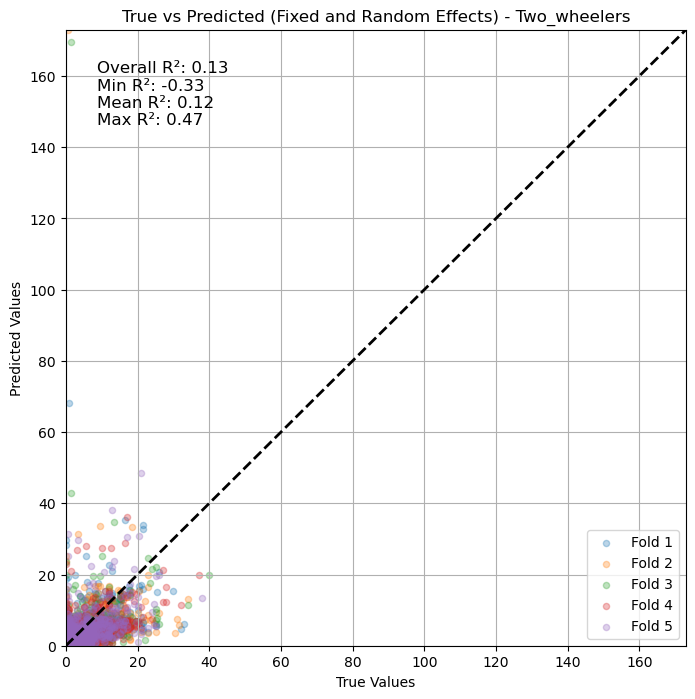 True vs Predicted (Fixed and Random Effects) - Two_wheelers
Overall R²: 0.13
Min R²: -0.33
Mean R²: 0.12
Max R²: 0.47
Predicted Values
160
140
120
100
80
60
40
20
0
Fold 1
Fold 2
Fold 3
Fold 4
Fold 5
0 20 40 60 80 100 120 140 160
True Values